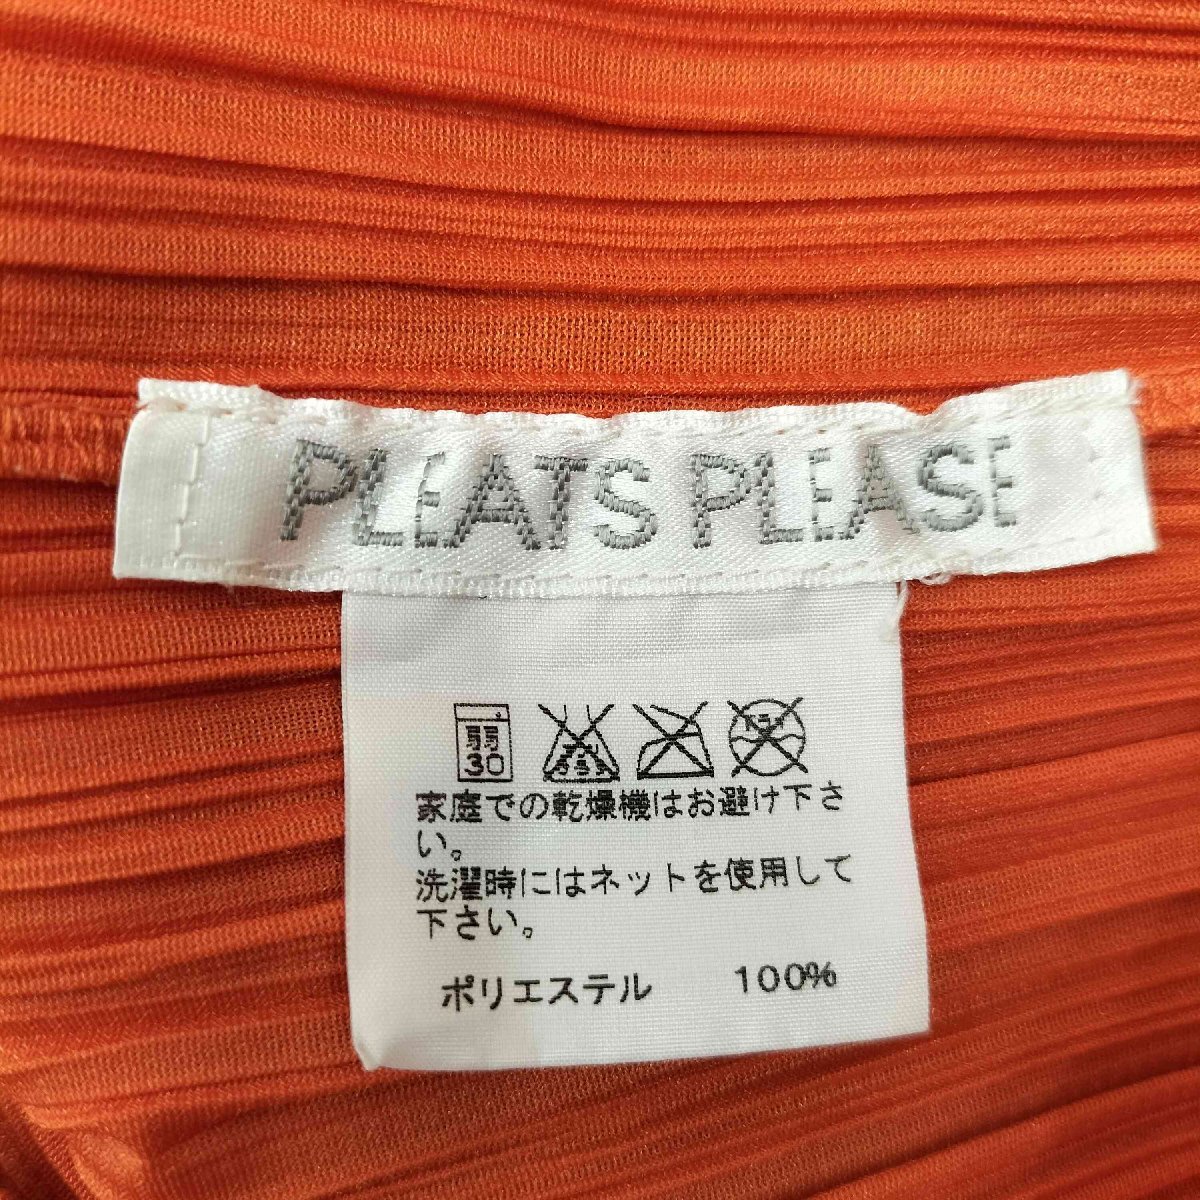 PLEATS PLEASE
弱
30
家庭での乾燥機はお避け下さ
い。
洗濯時にはネットを使用して
下さい。
ポリエステル 100%